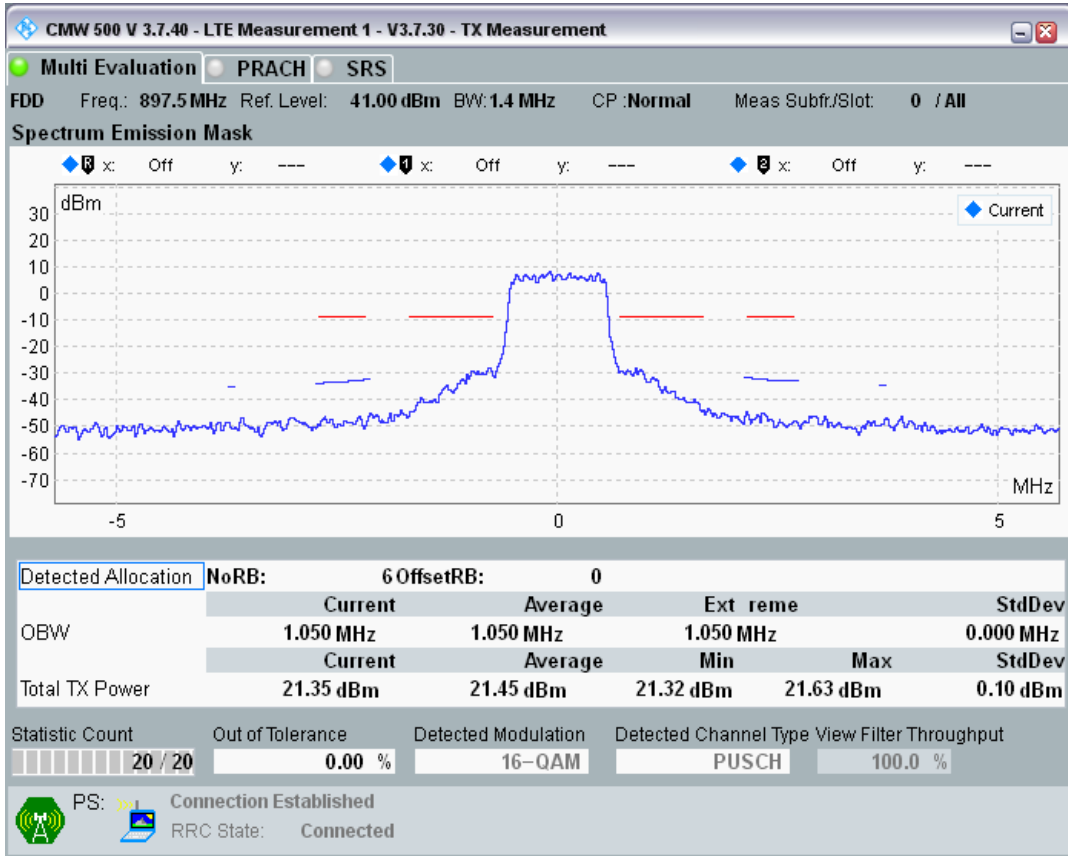 CMW 500 V 3.7.40 - LTE Measurement 1 - V3.7.30 - TX Measurement
Multi Evaluation PRACH SRS
FDD Freq.: 897.5 MHz Ref. Level: 41.00 dBm BW: 1.4 MHz CP :Normal Meas Subfr./Slot: 0 / All
Spectrum Emission Mask
R x: Off y: --- 1 x: Off y: --- 2 x: Off y: ---
dBm
Current
30
20
10
0
-10
-20
-30
-40
-50
-60
-70
MHz
-5 0 5
Detected Allocation NoRB: 6 OffsetRB: 0
Current Average Ext reme StdDev
OBW 1.050 MHz 1.050 MHz 1.050 MHz 0.000 MHz
Current Average Min Max StdDev
Total TX Power 21.35 dBm 21.45 dBm 21.32 dBm 21.63 dBm 0.10 dBm
Statistic Count Out of Tolerance Detected Modulation Detected Channel Type View Filter Throughput
20 / 20 0.00 % 16-QAM PUSCH 100.0 %
PS: Connection Established
RRC State: Connected